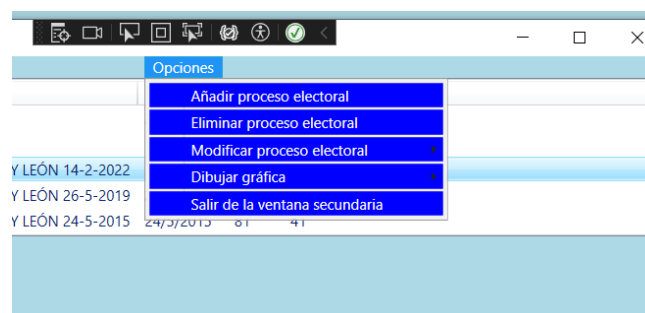 Opciones
Añadir proceso electoral
Eliminar proceso electoral
Modificar proceso electoral
Dibujar gráfica
Salir de la ventana secundaria
Y LEÓN 14-2-2022
Y LEÓN 26-5-2019
Y LEÓN 24-5-2015 24/5/2015 81 41